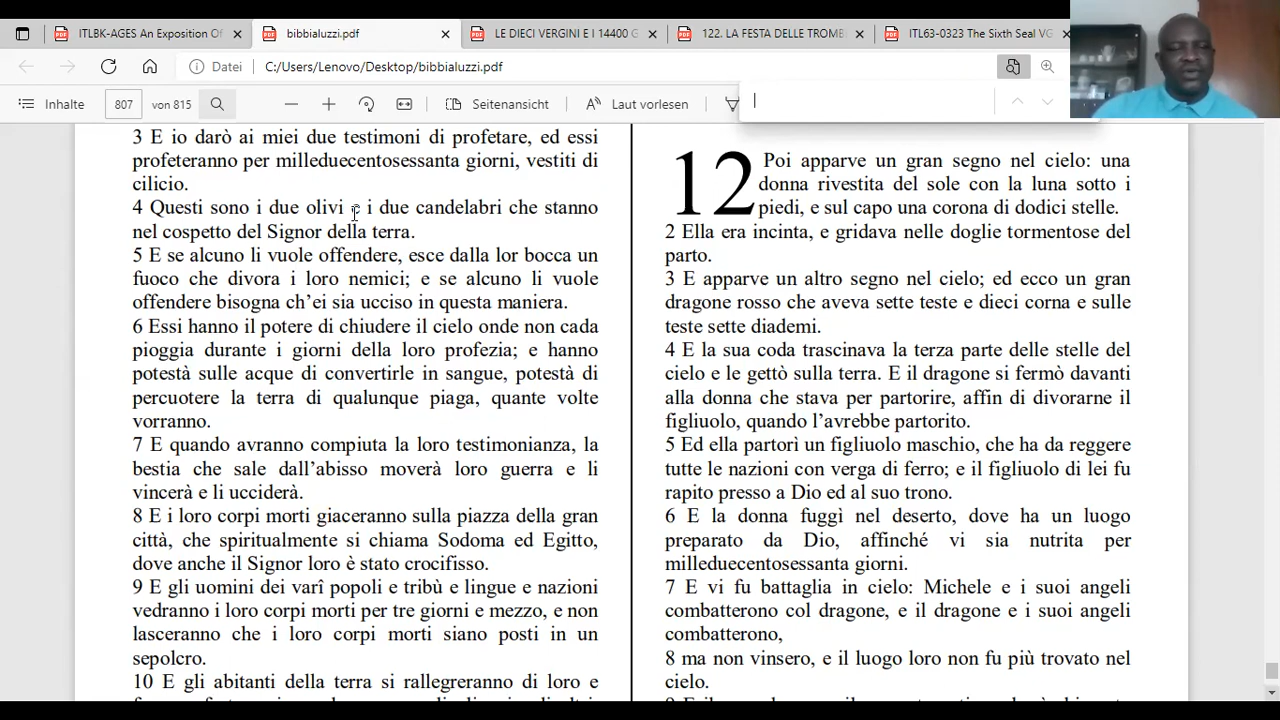 ITLBK-AGES An Exposition Of
bibbialuzzi.pdf
LE DIECI VERGINI E I 14400 G
122. LA FESTA DELLE TROMB
ITL63-0323 The Sixth Seal VG
Datei C:/Users/Lenovo/Desktop/bibbialuzzi.pdf
Inhalte 807 von 815 Seitenansicht Laut vorlesen
3 E io darò ai miei due testimoni di profetare, ed essi
profeteranno per milleduecentosessanta giorni, vestiti di
cilicio.
4 Questi sono i due olivi e i due candelabri che stanno
nel cospetto del Signor della terra.
5 E se alcuno li vuole offendere, esce dalla lor bocca un
fuoco che divora i loro nemici; e se alcuno li vuole
offendere bisogna ch’ei sia ucciso in questa maniera.
6 Essi hanno il potere di chiudere il cielo onde non cada
pioggia durante i giorni della loro profezia; e hanno
potestà sulle acque di convertirle in sangue, potestà di
percuotere la terra di qualunque piaga, quante volte
vorranno.
7 E quando avranno compiuta la loro testimonianza, la
bestia che sale dall’abisso moverà loro guerra e li
vincerà e li ucciderà.
8 E i loro corpi morti giaceranno sulla piazza della gran
città, che spiritualmente si chiama Sodoma ed Egitto,
dove anche il Signor loro è stato crocifisso.
9 E gli uomini dei varî popoli e tribù e lingue e nazioni
vedranno i loro corpi morti per tre giorni e mezzo, e non
lasceranno che i loro corpi morti siano posti in un
sepolcro.
10 E gli abitanti della terra si rallegreranno di loro e
12 Poi apparve un gran segno nel cielo: una
donna rivestita del sole con la luna sotto i
piedi, e sul capo una corona di dodici stelle.
2 Ella era incinta, e gridava nelle doglie tormentose del
parto.
3 E apparve un altro segno nel cielo; ed ecco un gran
dragone rosso che aveva sette teste e dieci corna e sulle
teste sette diademi.
4 E la sua coda trascinava la terza parte delle stelle del
cielo e le gettò sulla terra. E il dragone si fermò davanti
alla donna che stava per partorire, affin di divorarne il
figliuolo, quando l’avrebbe partorito.
5 Ed ella partorì un figliuolo maschio, che ha da reggere
tutte le nazioni con verga di ferro; e il figliuolo di lei fu
rapito presso a Dio ed al suo trono.
6 E la donna fuggì nel deserto, dove ha un luogo
preparato da Dio, affinché vi sia nutrita per
milleduecentosessanta giorni.
7 E vi fu battaglia in cielo: Michele e i suoi angeli
combatterono col dragone, e il dragone e i suoi angeli
combatterono,
8 ma non vinsero, e il luogo loro non fu più trovato nel
cielo.